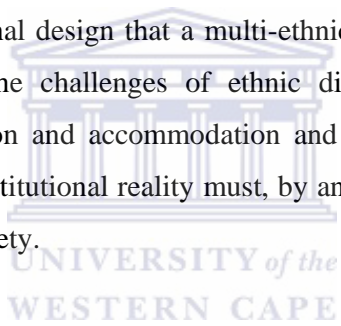 nal design that a multi-ethnic
he challenges of ethnic di
on and accommodation and
stitutional reality must, by an
ety.
UNIVERSITY of the
WESTERN CAPE